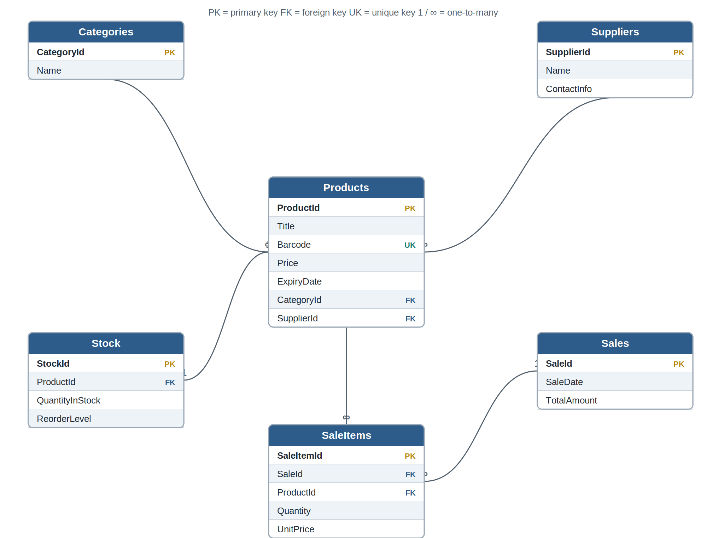 PK = primary key FK = foreign key UK = unique key 1 / ∞ = one-to-many
Categories
CategoryId PK
Name
Suppliers
SupplierId PK
Name
ContactInfo
Products
ProductId PK
Title
Barcode UK
Price
ExpiryDate
CategoryId FK
SupplierId FK
Stock
StockId PK
ProductId FK
QuantityInStock
ReorderLevel
1
Sales
SaleId PK
SaleDate
TotalAmount
1
SaleItems
SaleItemId PK
SaleId FK
ProductId FK
Quantity
UnitPrice